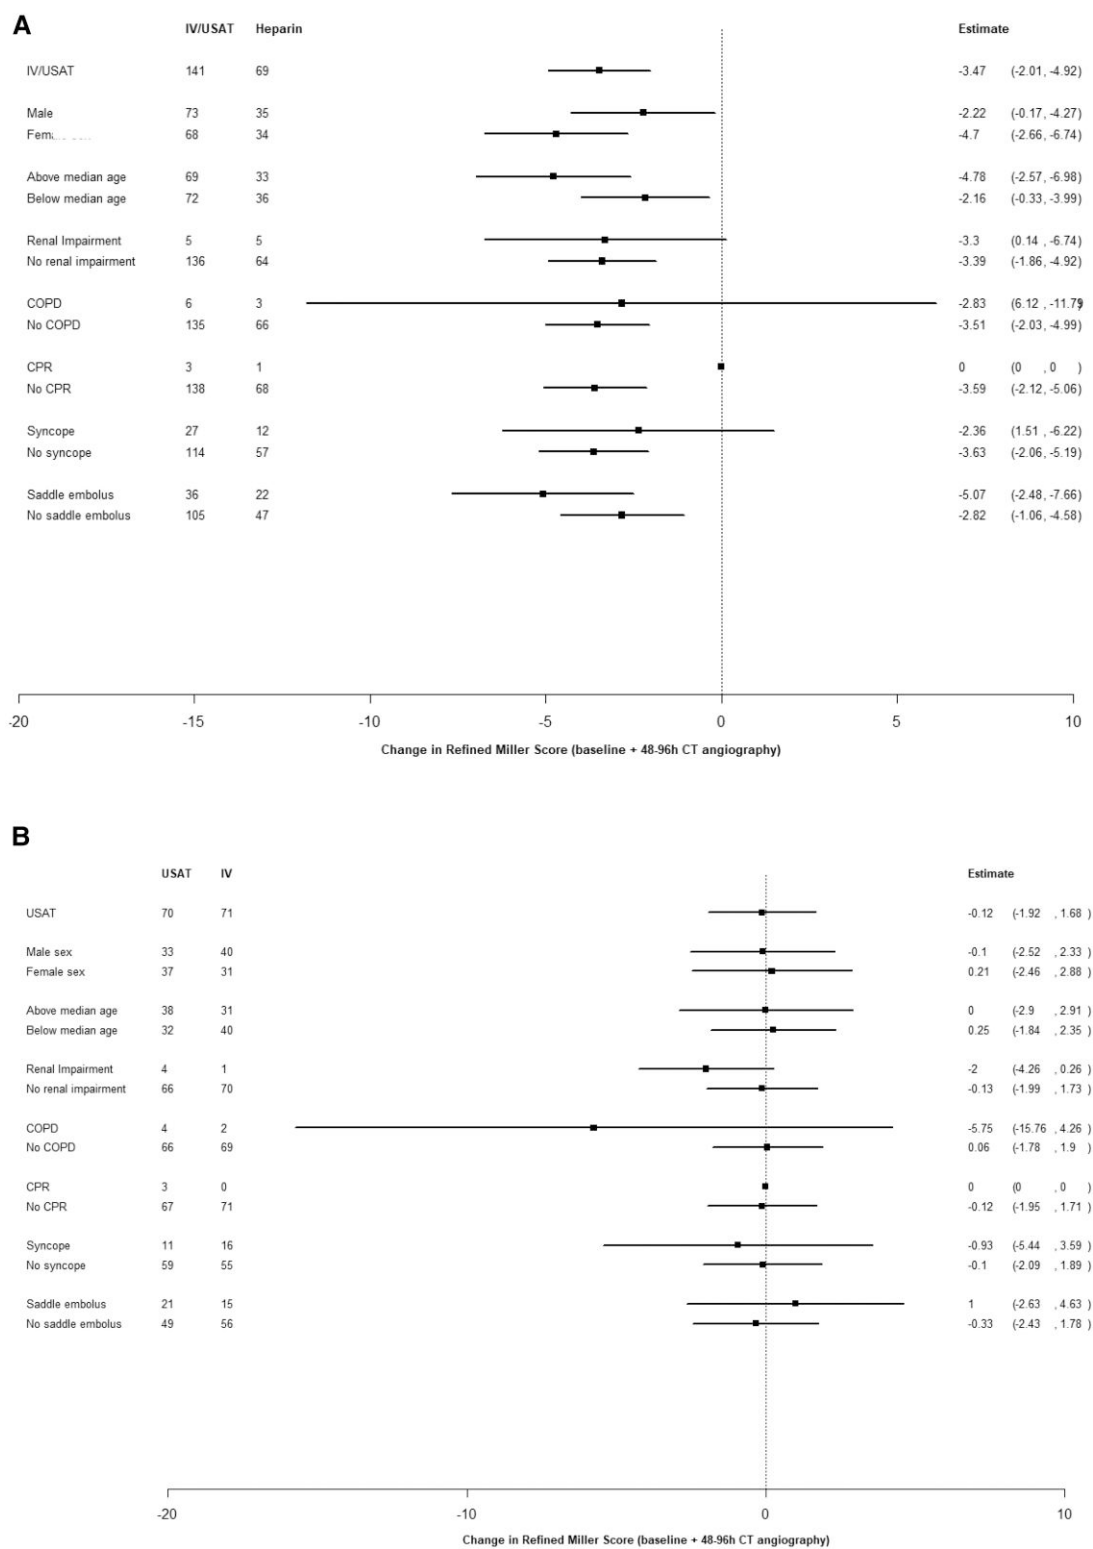 A
IV/USAT Heparin Estimate
IV/USAT 141 69 -3.47 (-2.01, -4.92)
Male 73 35 -2.22 (-0.17, -4.27)
68 34 -4.7 (-2.66, -6.74)
Above median age 69 33 -4.78 (-2.57, -6.98)
Below median age 72 36 -2.16 (-0.33, -3.99)
Renal Impairment 5 5 -3.3 (0.14 , -6.74)
No renal impairment 136 64 -3.39 (-1.86, -4.92)
COPD 6 3 -2.83 (6.12 ,
No COPD 135 66 -3.51 (-2.03, -4.99)
CPR 3 1 0 (0 , 0 )
No CPR 138 68 -3.59 (-2.12, -5.06)
Syncope 27 12 -2.36 (1.51 , -6.22)
No syncope 114 57 -3.63 (-2.06, -5.19)
Saddle embolus 36 22 -5.07 (-2.48, -7.66)
No saddle embolus 105 47 -2.82 (-1.06, -4.58)
-20 -15 -10 -5 0 5 10
Change in Refined Miller Score (baseline + 48-96h CT angiography)
B
USAT IV Estimate
USAT 70 71 -0.12 (-1.92 , 1.68 )
Male sex 33 40 -0.1 (-2.52 , 2.33 )
Female sex 37 31 0.21 (-2.46 , 2.88 )
Above median age 38 31 0 (-2.9 , 2.91 )
Below median age 32 40 0.25 (-1.84 , 2.35 )
Renal Impairment 4 1 -2 (-4.26 , 0.26 )
No renal impairment 66 70 -0.13 (-1.99 , 1.73 )
COPD 4 2 -5.75 (-15.76 , 4.26 )
No COPD 66 69 0.06 (-1.78 , 1.9 )
CPR 3 0 0 (0 , 0 )
No CPR 67 71 -0.12 (-1.95 , 1.71 )
Syncope 11 16 -0.93 (-5.44 , 3.59 )
No syncope 59 55 -0.1 (-2.09 , 1.89 )
Saddle embolus 21 15 1 (-2.63 , 4.63 )
No saddle embolus 49 56 -0.33 (-2.43 , 1.78 )
-20 -10 0 10
Change in Refined Miller Score (baseline + 48-96h CT angiography)